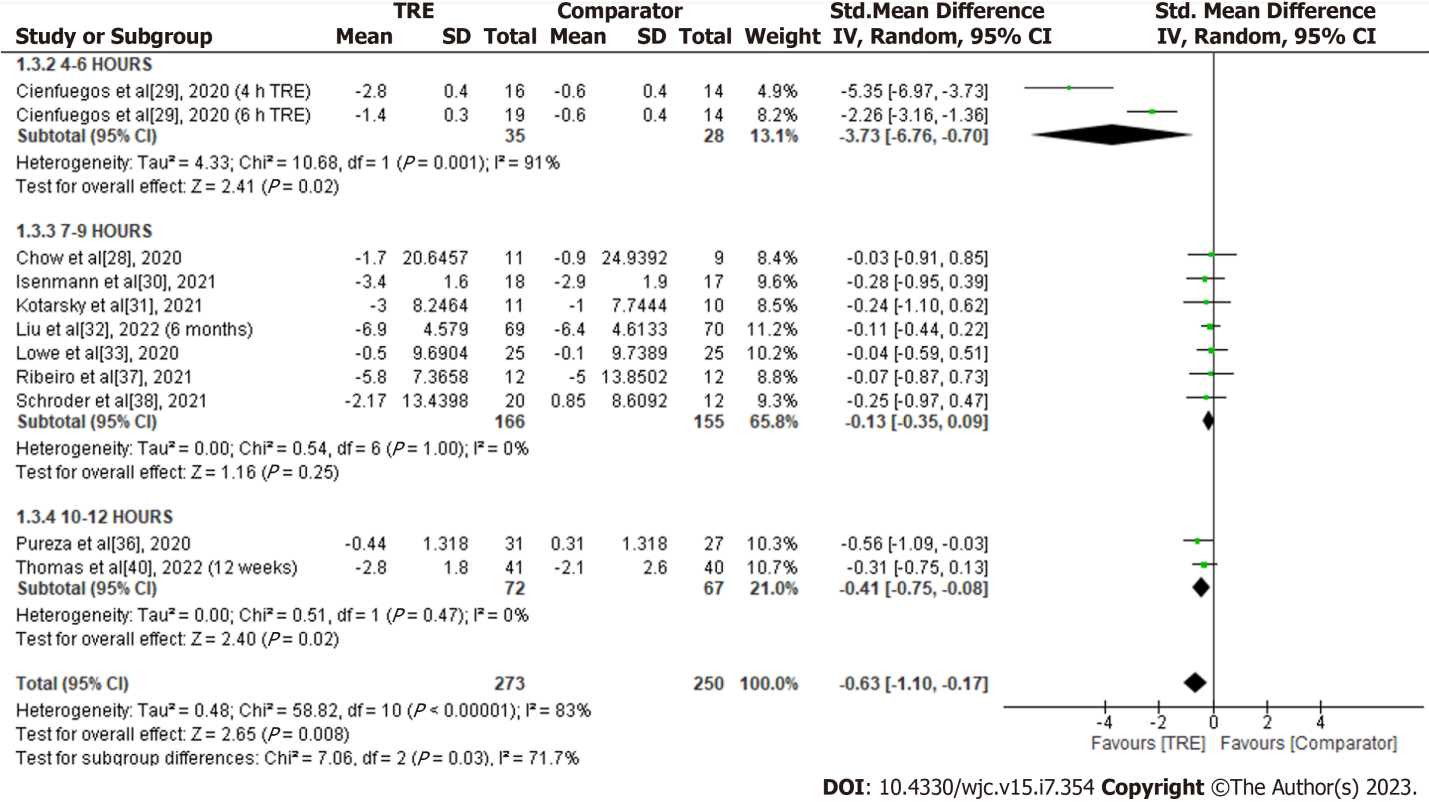 TRE Comparator Std.Mean Difference Std. Mean Difference
Study or Subgroup Mean SD Total Mean SD Total Weight IV, Random, 95% CI IV, Random, 95% CI
1.3.2 4-6 HOURS
Cienfuegos et al[29], 2020 (4 h TRE) -2.8 0.4 16 -0.6 0.4 14 4.9% -5.35 [-6.97, -3.73]
Cienfuegos et al[29], 2020 (6 h TRE) -1.4 0.3 19 -0.6 0.4 14 8.2% -2.26 [-3.16, -1.36]
Subtotal (95% CI) 35 28 13.1% -3.73 [-6.76, -0.70]
Heterogeneity: Tau² = 4.33; Chi² = 10.68, df = 1 (P = 0.001); I² = 91%
Test for overall effect: Z = 2.41 (P = 0.02)
1.3.3 7-9 HOURS
Chow et al[28], 2020 -1.7 20.6457 11 -0.9 24.9392 9 8.4% -0.03 [-0.91, 0.85]
Isenmann et al[30], 2021 -3.4 1.6 18 -2.9 1.9 17 9.6% -0.28 [-0.95, 0.39]
Kotarsky et al[31], 2021 -3 8.2464 11 -1 7.7444 10 8.5% -0.24 [-1.10, 0.62]
Liu et al[32], 2022 (6 months) -6.9 4.579 69 -6.4 4.6133 70 11.2% -0.11 [-0.44, 0.22]
Lowe et al[33], 2020 -0.5 9.6904 25 -0.1 9.7389 25 10.2% -0.04 [-0.59, 0.51]
Ribeiro et al[37], 2021 -5.8 7.3658 12 -5 13.8502 12 8.8% -0.07 [-0.87, 0.73]
Schroder et al[38], 2021 -2.17 13.4398 20 0.85 8.6092 12 9.3% -0.25 [-0.97, 0.47]
Subtotal (95% CI) 166 155 65.8% -0.13 [-0.35, 0.09]
Heterogeneity: Tau² = 0.00; Chi² = 0.54, df = 6 (P = 1.00); I² = 0%
Test for overall effect: Z = 1.16 (P = 0.25)
1.3.4 10-12 HOURS
Pureza et al[36], 2020 -0.44 1.318 31 0.31 1.318 27 10.3% -0.56 [-1.09, -0.03]
Thomas et al[40], 2022 (12 weeks) -2.8 1.8 41 -2.1 2.6 40 10.7% -0.31 [-0.75, 0.13]
Subtotal (95% CI) 72 67 21.0% -0.41 [-0.75, -0.08]
Heterogeneity: Tau² = 0.00; Chi² = 0.51, df = 1 (P = 0.47); I² = 0%
Test for overall effect: Z = 2.40 (P = 0.02)
Total (95% CI) 273 250 100.0% -0.63 [-1.10, -0.17]
Heterogeneity: Tau² = 0.48; Chi² = 58.82, df = 10 (P < 0.00001); I² = 83%
Test for overall effect: Z = 2.65 (P = 0.008)
Test for subgroup differences: Chi² = 7.06, df = 2 (P = 0.03), I² = 71.7%
-4 -2 0 2 4
Favours [TRE] Favours [Comparator]
DOI: 10.4330/wjc.v15.i7.354 Copyright ©The Author(s) 2023.